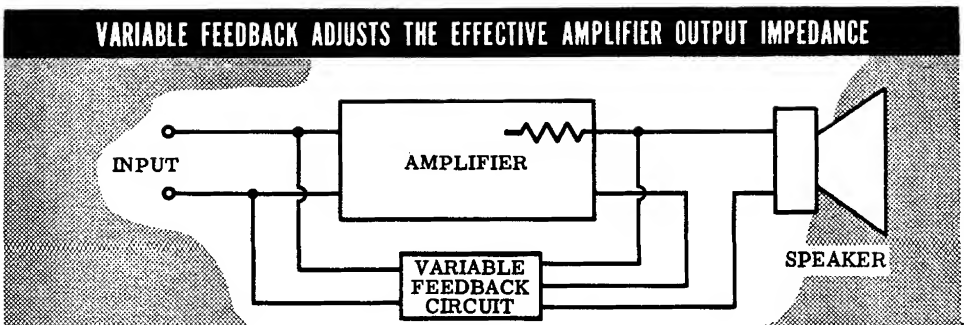 VARIABLE FEEDBACK ADJUSTS THE EFFECTIVE AMPLIFIER OUTPUT IMPEDANCE
INPUT
AMPLIFIER
SPEAKER
VARIABLE
FEEDBACK
CIRCUIT